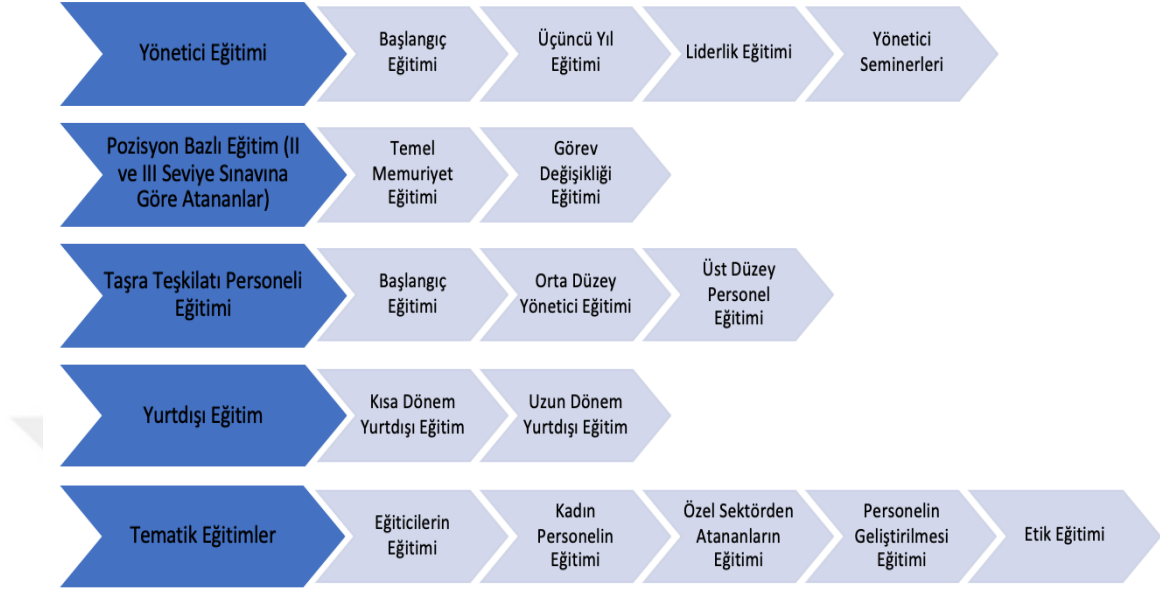 Yönetici Eğitimi
Başlangıç
Eğitimi
Üçüncü Yıl
Eğitimi
Liderlik Eğitimi
Yönetici
Seminerleri
Pozisyon Bazlı Eğitim (II
ve III Seviye Sınavına
Göre Atananlar)
Temel
Memuriyet
Eğitimi
Görev
Değişikliği
Eğitimi
Taşra Teşkilatı Personeli
Eğitimi
Başlangıç
Eğitimi
Orta Düzey
Yönetici Eğitimi
Üst Düzey
Personel
Eğitimi
Yurtdışı Eğitim
Kısa Dönem
Yurtdışı Eğitim
Uzun Dönem
Yurtdışı Eğitim
Tematik Eğitimler
Eğiticilerin
Eğitimi
Kadın
Personelin
Eğitimi
Özel Sektörden
Atananların
Eğitimi
Personelin
Geliştirilmesi
Eğitimi
Etik Eğitimi